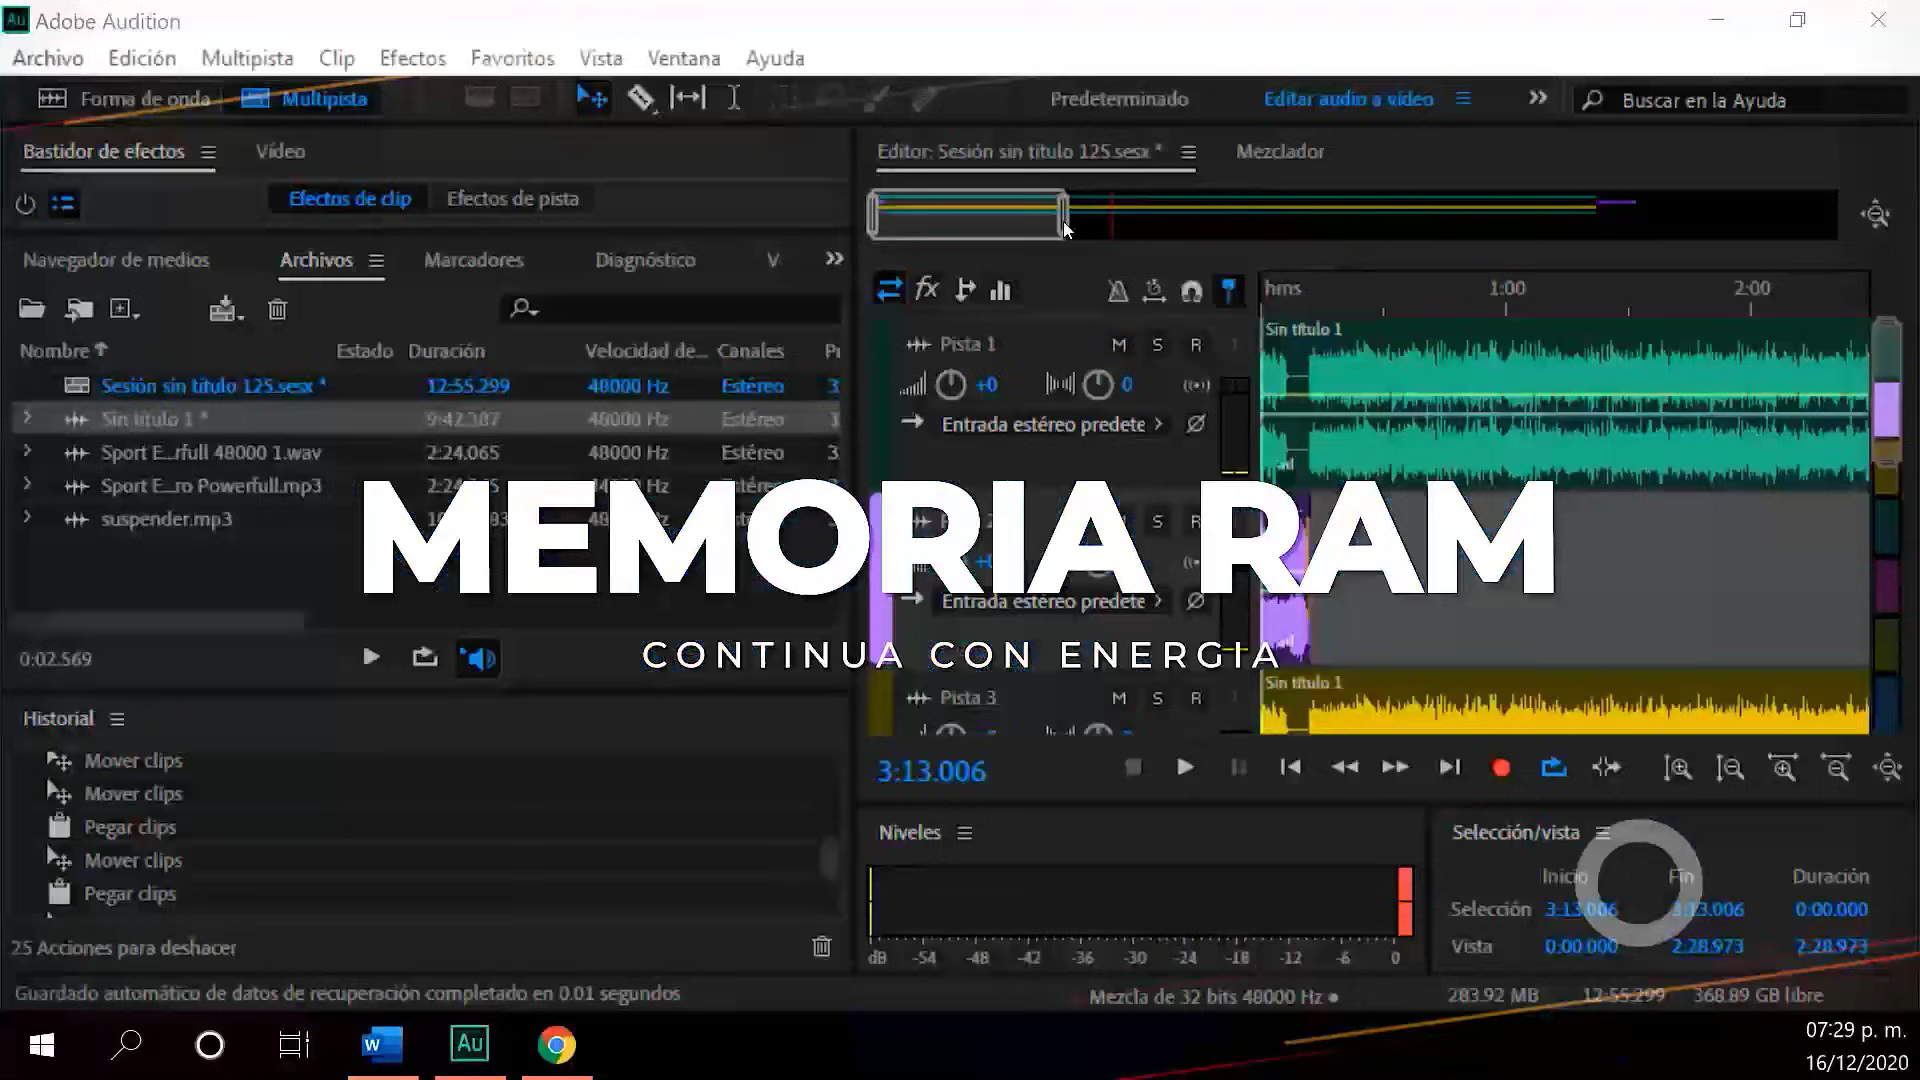 Au Adobe Audition
Archivo Edición Multipista Clip Efectos Favoritos Vista Ventana Ayuda
Forma de onda Multipista Predeterminado Editar audio a vídeo Buscar en la Ayuda
Bastidor de efectos Vídeo
Efectos de clip Efectos de pista
Navegador de medios Archivos Marcadores Diagnóstico V
Nombre Estado Duración Velocidad de... Canales
Sesión sin título 125.sesx * 12:55.299 48000 Hz Estéreo 3
Sin título 1 * 9:42.387 48000 Hz Estéreo
Sport E...rfull 48000 1.wav 2:24.065 48000 Hz Estéreo 3
Sport E...ro Powerfull.mp3
suspender.mp3
0:02.569
Historial
Mover clips
Mover clips
Pegar clips
Mover clips
Pegar clips
25 Acciones para deshacer
Guardado automático de datos de recuperación completado en 0.01 segundos
Editor: Sesión sin título 125.sesx * Mezclador
fx hms 1:00 2:00
Sin título 1
Pista 1 M S R
+0 0
Entrada estéreo predete
S R
Entrada estéreo predete
Sin título 1
Pista 3 M S R
3:13.006
Niveles
dB -54 -48 -42 -36 -30 -24 -18 -12 -6 0
Selección/vista
Inicio Fin Duración
Selección 3:13.006 3:13.006 0:00.000
Vista 0:00.000 2:28.973 2:28.973
Mezcla de 32 bits 48000 Hz 283.92 MB 12:55.299 368.89 GB libre
MEMORIA RAM
CONTINUA CON ENERGIA
W Au
07:29 p. m.
16/12/2020